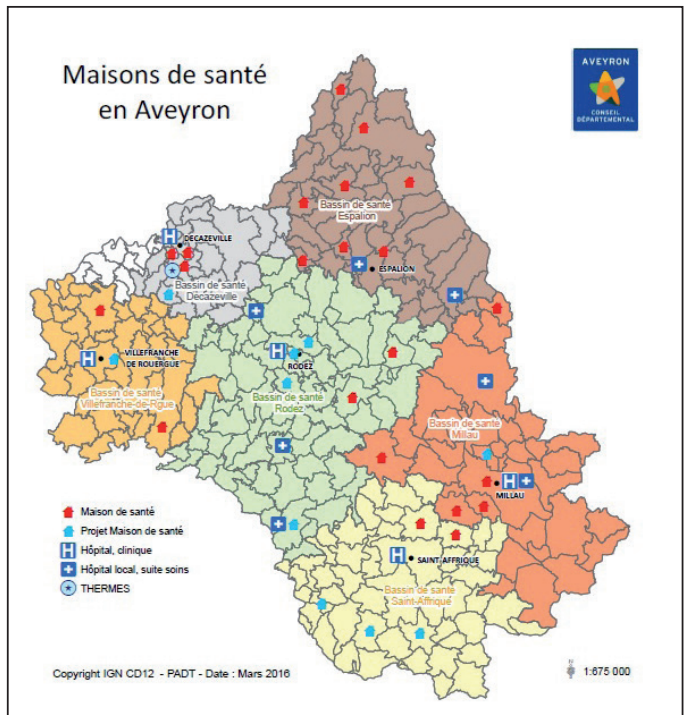 Maisons de santé
en Aveyron
AVEYRON
CONSEIL
DÉPARTEMENTAL
Bassin de santé
Espalion
H
DECAZEVILLE
ESPALION
Bassin de santé
Décazeville
H
VILLEFRANCHE
DE ROUERGUE
H
RODEZ
Bassin de santé
Villefranche-de-Rgue
Bassin de santé
Rodez
Bassin de santé
Millau
H
MILLAU
H
SAINT-AFFRIQUE
Bassin de santé
Saint-Affriqué
Maison de santé
Projet Maison de santé
H Hôpital, clinique
Hôpital local, suite soins
THERMES
Copyright IGN CD12 - PADT - Date : Mars 2016
N
1:675 000